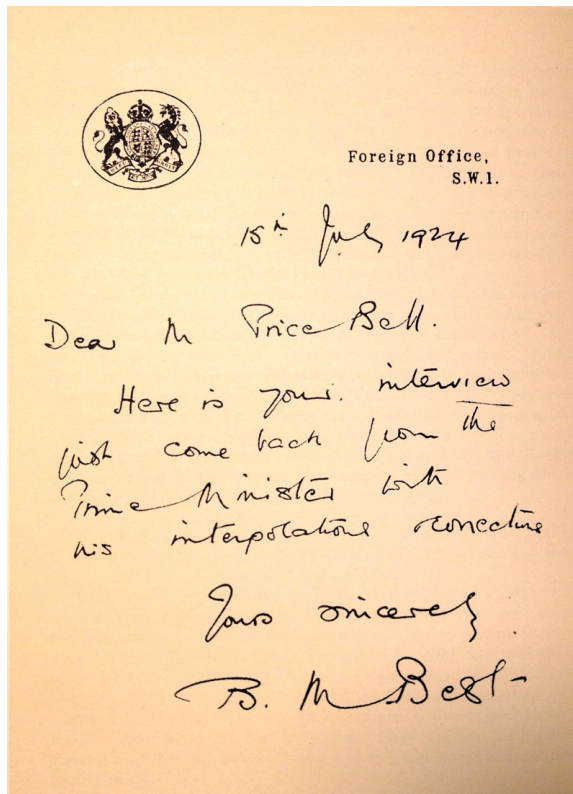 Foreign Office,
S.W.1.
15th July 1924
Dear Mr Price Bell.
Here is your interview
just come back from the
Prime Minister with
his interpolations
Yours sincerely
B. M Best